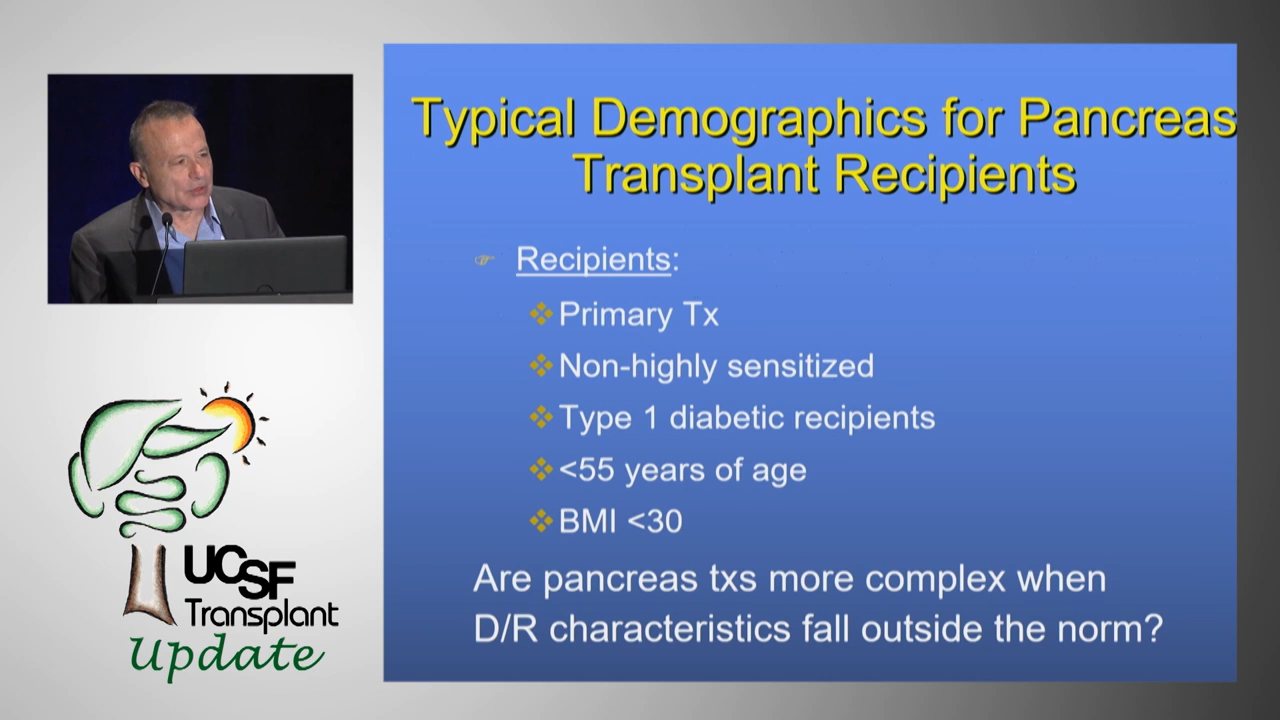 Typical Demographics for Pancreas
Transplant Recipients
Recipients:
Primary Tx
Non-highly sensitized
Type 1 diabetic recipients
<55 years of age
BMI <30
Are pancreas txs more complex when
D/R characteristics fall outside the norm?
UCSF
Transplant
Update